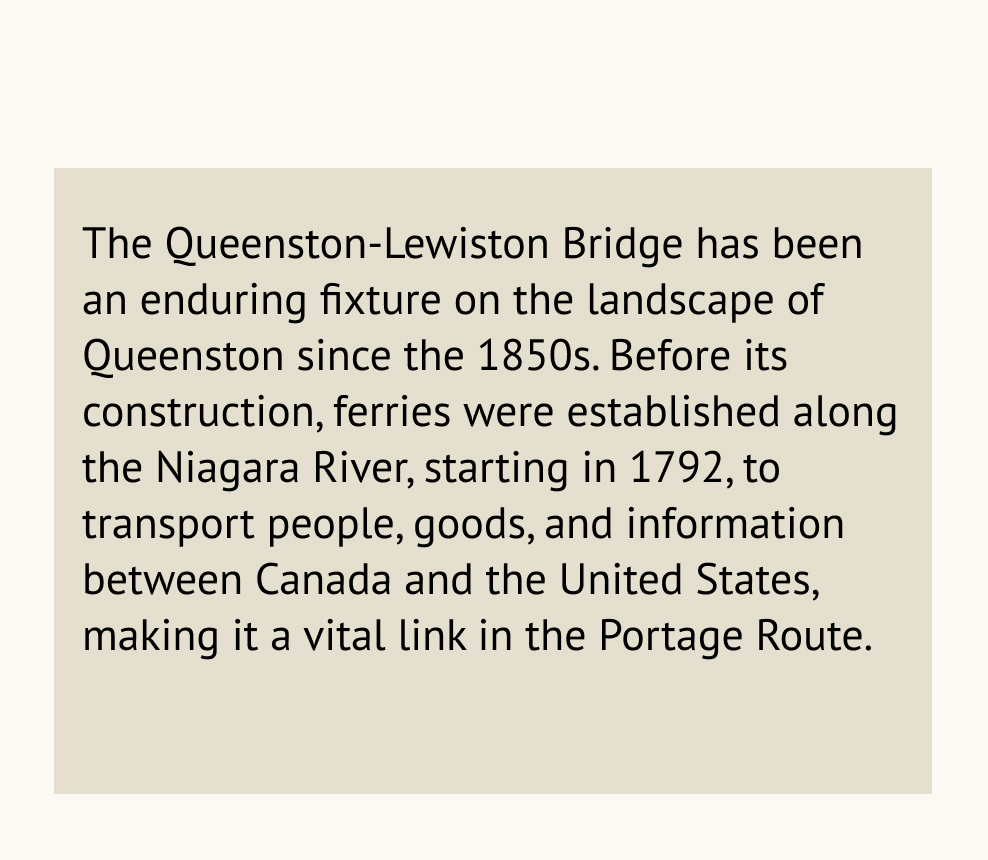 The Queenston-Lewiston Bridge has been
an enduring fixture on the landscape of
Queenston since the 1850s. Before its
construction, ferries were established along
the Niagara River, starting in 1792, to
transport people, goods, and information
between Canada and the United States,
making it a vital link in the Portage Route.